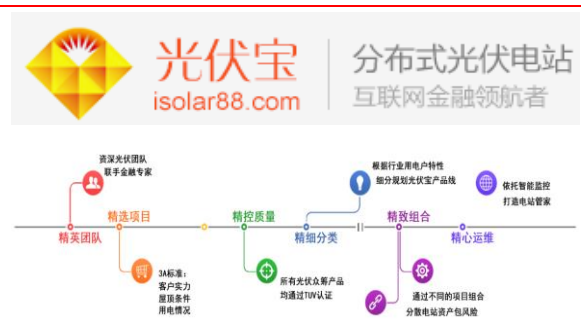 光伏宝
isolar88.com
分布式光伏电站
互联网金融领航者
资深光伏团队
联手金融专家
精英团队
精选项目
3A标准：
客户实力
屋顶条件
用电情况
精控质量
所有光伏众筹产品
均通过TUV认证
根据行业用电户特性
细分规划光伏宝产品线
精细分类
精致组合
通过不同的项目组合
分散电站资产包风险
依托智能监控
打造电站管家
精心运维